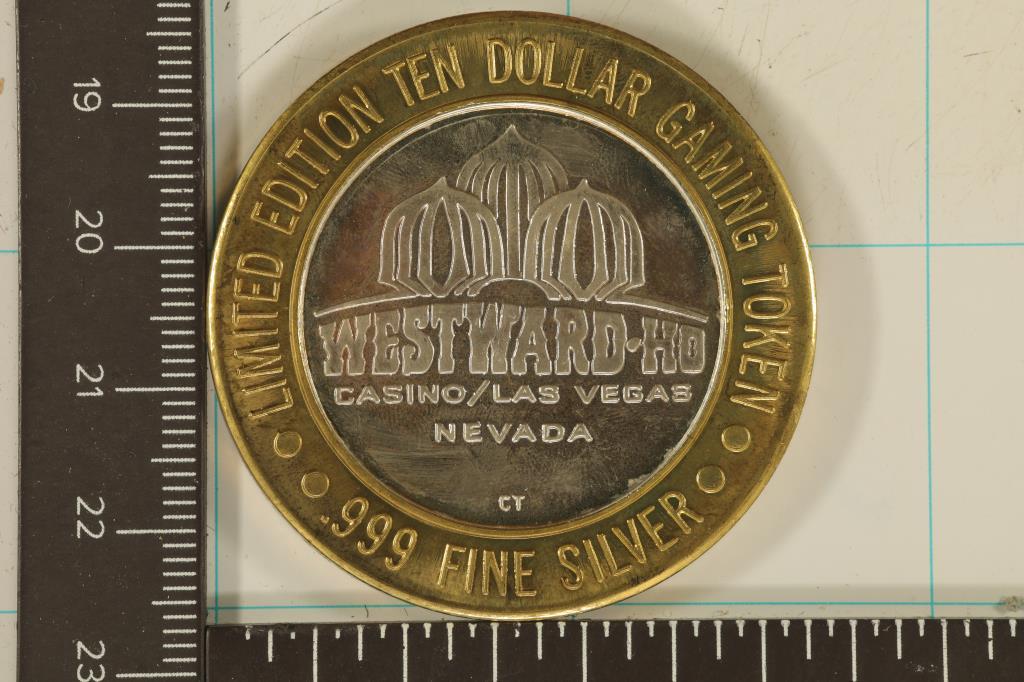 LIMITED EDITION TEN DOLLAR GAMING TOKEN
WESTWARD·HO
CASINO/LAS VEGAS
NEVADA
CT
.999 FINE SILVER
19
20
21
22
23